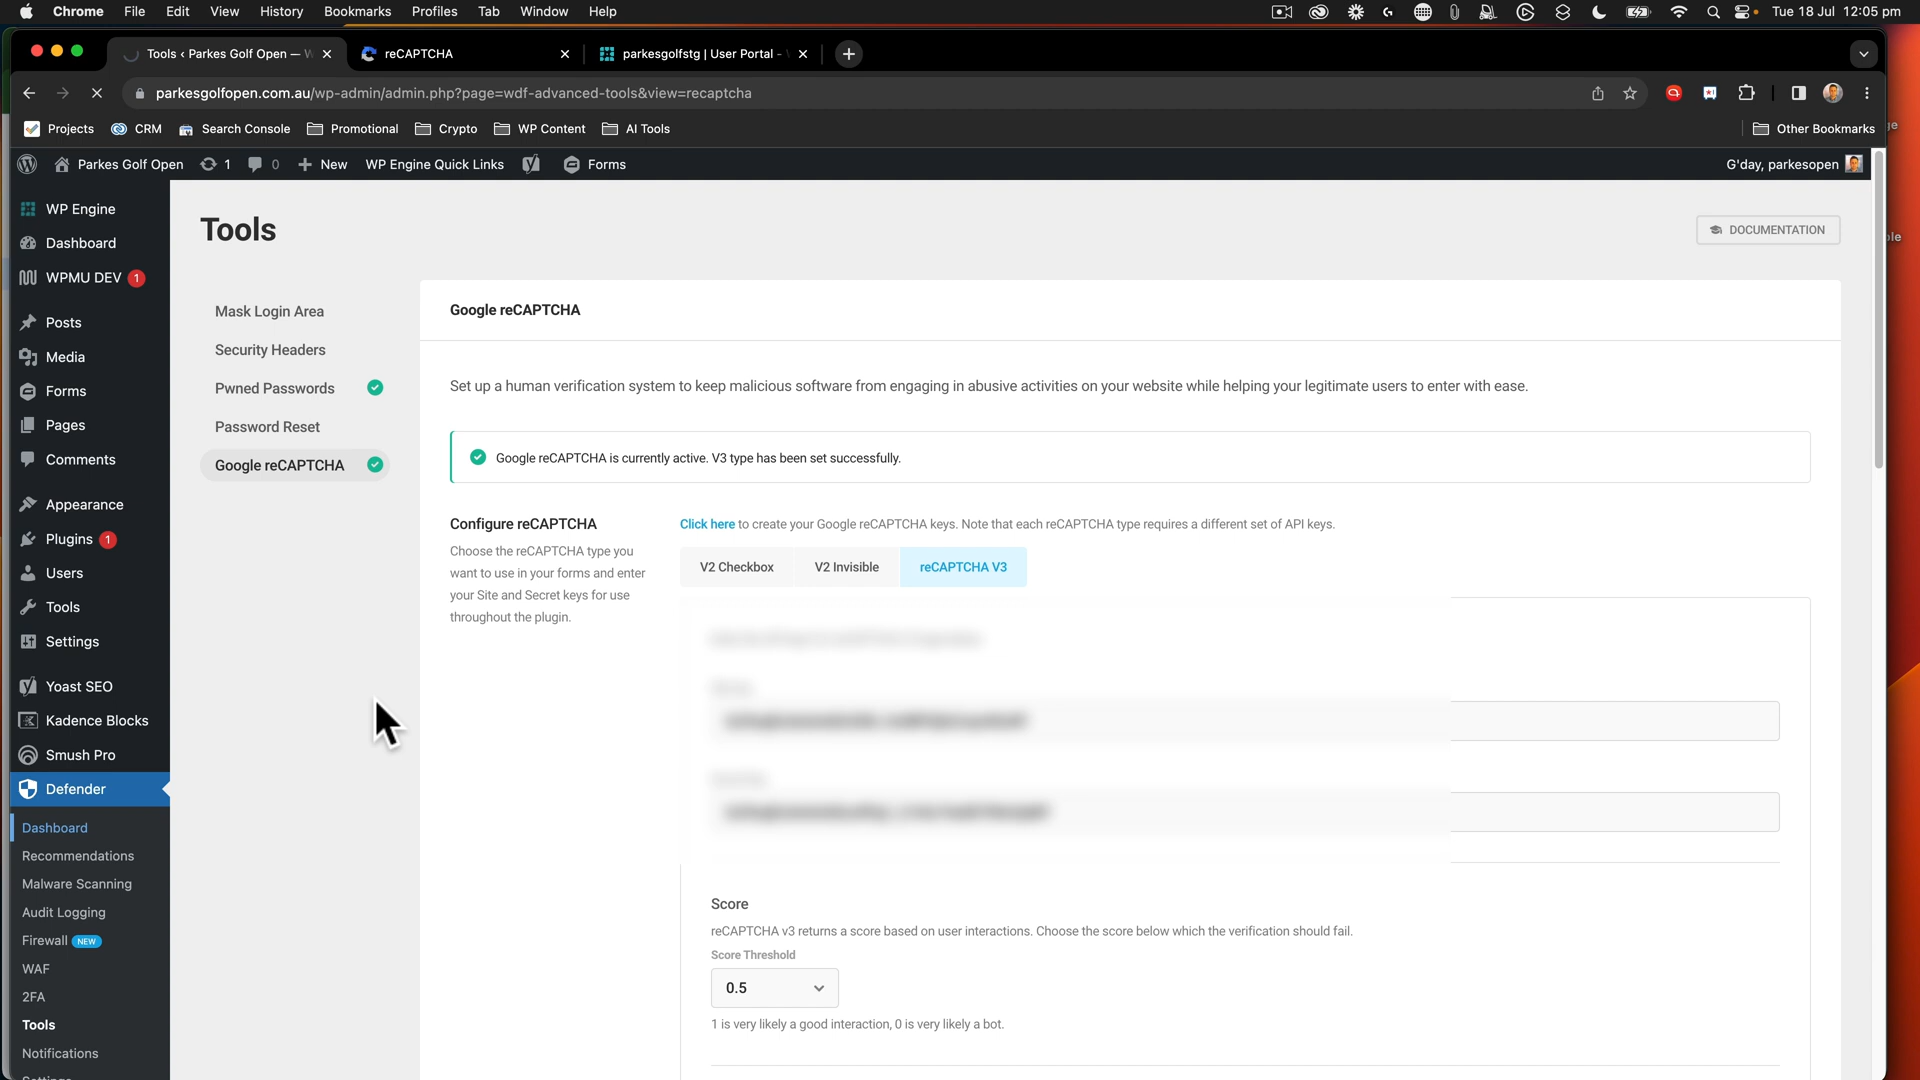 Chrome File Edit View History Bookmarks Profiles Tab Window Help Tue 18 Jul 12:05 pm
Tools ‹ Parkes Golf Open — reCAPTCHA parkesgolfstg | User Portal -
parkesgolfopen.com.au/wp-admin/admin.php?page=wdf-advanced-tools&view=recaptcha
Projects CRM Search Console Promotional Crypto WP Content AI Tools Other Bookmarks
Parkes Golf Open 1 0 New WP Engine Quick Links Forms G'day, parkesopen
WP Engine
Dashboard
WPMU DEV 1
Posts
Media
Forms
Pages
Comments
Appearance
Plugins 1
Users
Tools
Settings
Yoast SEO
Kadence Blocks
Smush Pro
Defender
Dashboard
Recommendations
Malware Scanning
Audit Logging
Firewall NEW
WAF
2FA
Tools
Notifications
Tools
DOCUMENTATION
Mask Login Area
Security Headers
Pwned Passwords
Password Reset
Google reCAPTCHA
Google reCAPTCHA
Set up a human verification system to keep malicious software from engaging in abusive activities on your website while helping your legitimate users to enter with ease.
Google reCAPTCHA is currently active. V3 type has been set successfully.
Configure reCAPTCHA
Choose the reCAPTCHA type you
want to use in your forms and enter
your Site and Secret keys for use
throughout the plugin.
Click here to create your Google reCAPTCHA keys. Note that each reCAPTCHA type requires a different set of API keys.
V2 Checkbox V2 Invisible reCAPTCHA V3
Score
reCAPTCHA v3 returns a score based on user interactions. Choose the score below which the verification should fail.
Score Threshold
0.5
1 is very likely a good interaction, 0 is very likely a bot.